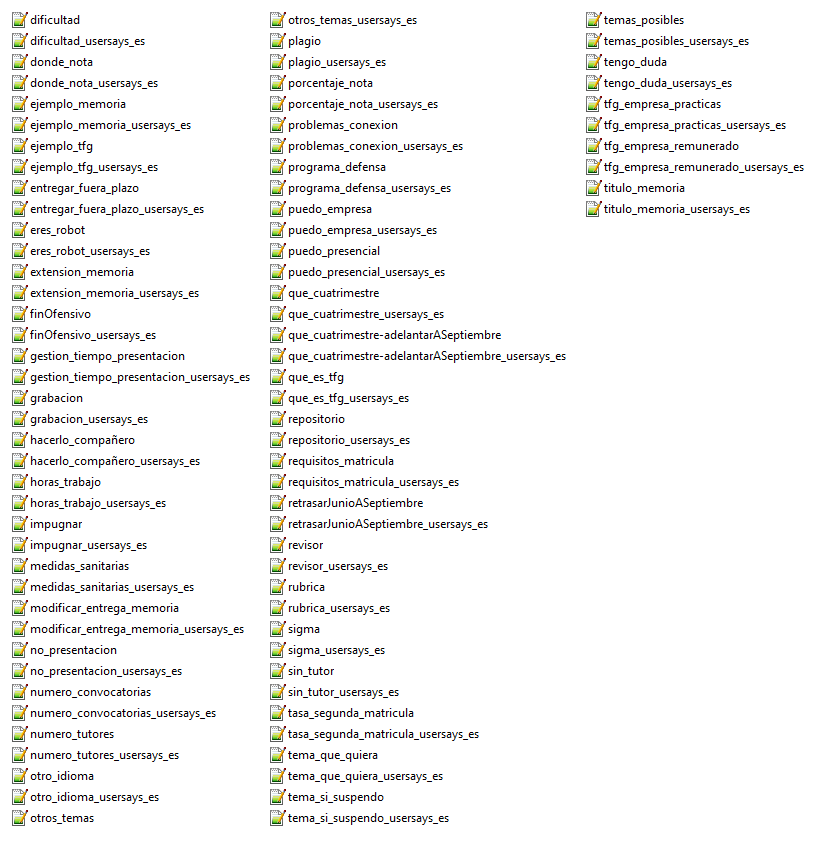 dificultad
dificultad_usersays_es
donde_nota
donde_nota_usersays_es
ejemplo_memoria
ejemplo_memoria_usersays_es
ejemplo_tfg
ejemplo_tfg_usersays_es
entregar_fuera_plazo
entregar_fuera_plazo_usersays_es
eres_robot
eres_robot_usersays_es
extension_memoria
extension_memoria_usersays_es
finOfensivo
finOfensivo_usersays_es
gestion_tiempo_presentacion
gestion_tiempo_presentacion_usersays_es
grabacion
grabacion_usersays_es
hacerlo_compañero
hacerlo_compañero_usersays_es
horas_trabajo
horas_trabajo_usersays_es
impugnar
impugnar_usersays_es
medidas_sanitarias
medidas_sanitarias_usersays_es
modificar_entrega_memoria
modificar_entrega_memoria_usersays_es
no_presentacion
no_presentacion_usersays_es
numero_convocatorias
numero_convocatorias_usersays_es
numero_tutores
numero_tutores_usersays_es
otro_idioma
otro_idioma_usersays_es
otros_temas
otros_temas_usersays_es
plagio
plagio_usersays_es
porcentaje_nota
porcentaje_nota_usersays_es
problemas_conexion
problemas_conexion_usersays_es
programa_defensa
programa_defensa_usersays_es
puedo_empresa
puedo_empresa_usersays_es
puedo_presencial
puedo_presencial_usersays_es
que_cuatrimestre
que_cuatrimestre_usersays_es
que_cuatrimestre-adelantarASeptiembre
que_cuatrimestre-adelantarASeptiembre_usersays_es
que_es_tfg
que_es_tfg_usersays_es
repositorio
repositorio_usersays_es
requisitos_matricula
requisitos_matricula_usersays_es
retrasarJunioASeptiembre
retrasarJunioASeptiembre_usersays_es
revisor
revisor_usersays_es
rubrica
rubrica_usersays_es
sigma
sigma_usersays_es
sin_tutor
sin_tutor_usersays_es
tasa_segunda_matricula
tasa_segunda_matricula_usersays_es
tema_que_quiera
tema_que_quiera_usersays_es
tema_si_suspendo
tema_si_suspendo_usersays_es
temas_posibles
temas_posibles_usersays_es
tengo_duda
tengo_duda_usersays_es
tfg_empresa_practicas
tfg_empresa_practicas_usersays_es
tfg_empresa_remunerado
tfg_empresa_remunerado_usersays_es
titulo_memoria
titulo_memoria_usersays_es